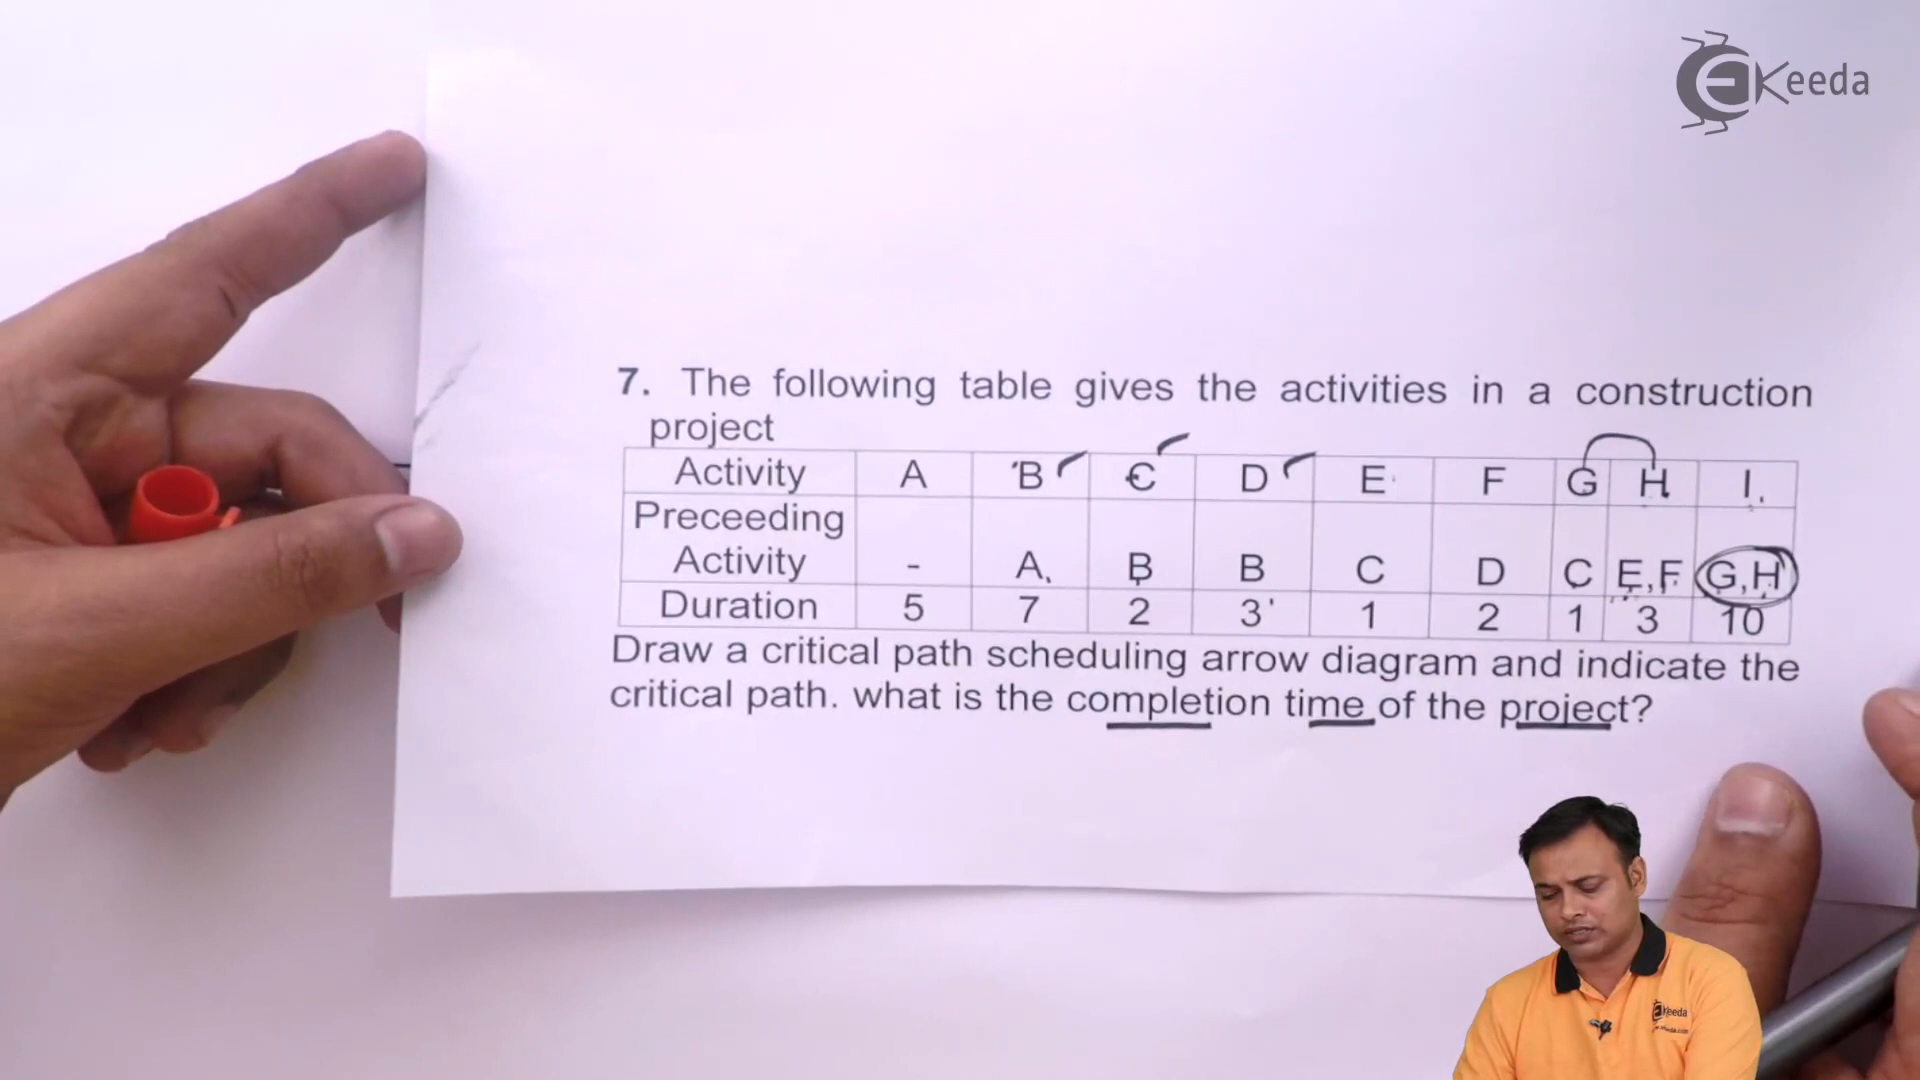 eKeeda
7. The following table gives the activities in a construction
project
Activity A B C D E F G H I
Preceeding
Activity - A B B C D C E,F G,H
Duration 5 7 2 3 1 2 1 3 10
Draw a critical path scheduling arrow diagram and indicate the
critical path. what is the completion time of the project?
eKeeda